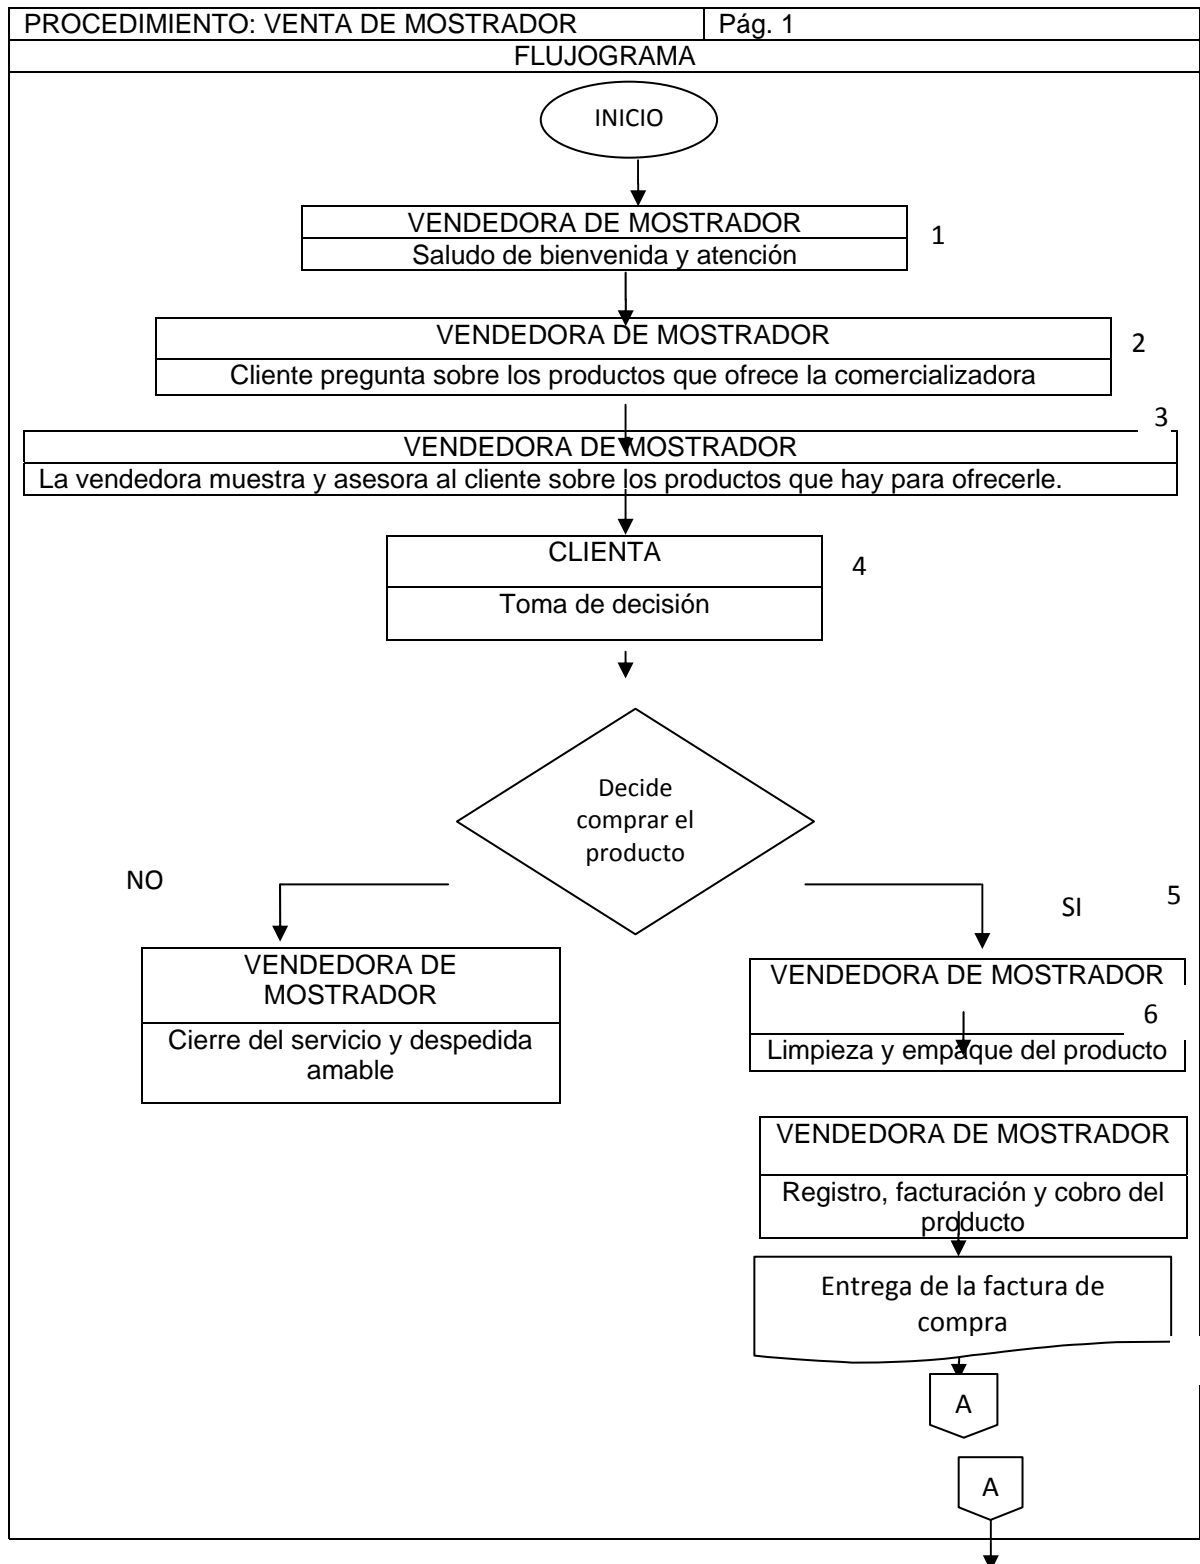 PROCEDIMIENTO: VENTA DE MOSTRADOR
Pág. 1
FLUJOGRAMA
INICIO
VENDEDORA DE MOSTRADOR
1
Saludo de bienvenida y atención
VENDEDORA DE MOSTRADOR
2
Cliente pregunta sobre los productos que ofrece la comercializadora
3
VENDEDORA DE MOSTRADOR
La vendedora muestra y asesora al cliente sobre los productos que hay para ofrecerle.
CLIENTA
4
Toma de decisión
Decide
comprar el
producto
NO
SI
5
VENDEDORA DE
MOSTRADOR
Cierre del servicio y despedida
amable
VENDEDORA DE MOSTRADOR
6
Limpieza y empaque del producto
VENDEDORA DE MOSTRADOR
Registro, facturación y cobro del
producto
Entrega de la factura de
compra
A
A